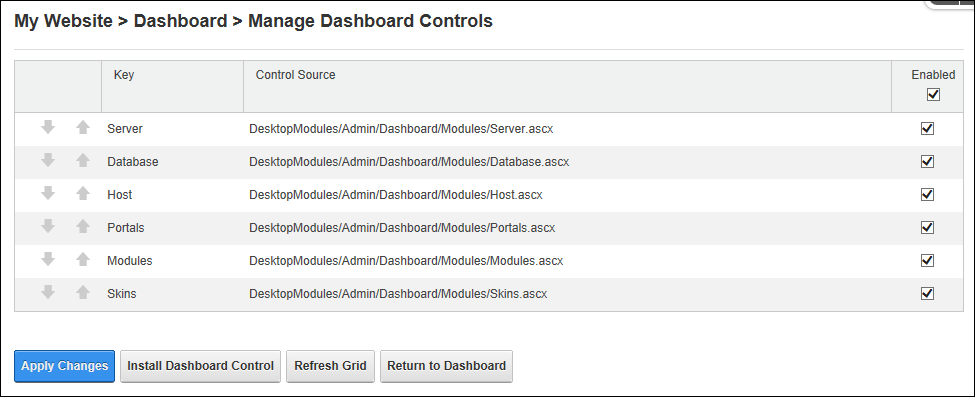 My Website > Dashboard > Manage Dashboard Controls
Key Control Source Enabled
Server DesktopModules/Admin/Dashboard/Modules/Server.ascx
Database DesktopModules/Admin/Dashboard/Modules/Database.ascx
Host DesktopModules/Admin/Dashboard/Modules/Host.ascx
Portals DesktopModules/Admin/Dashboard/Modules/Portals.ascx
Modules DesktopModules/Admin/Dashboard/Modules/Modules.ascx
Skins DesktopModules/Admin/Dashboard/Modules/Skins.ascx
Apply Changes Install Dashboard Control Refresh Grid Return to Dashboard